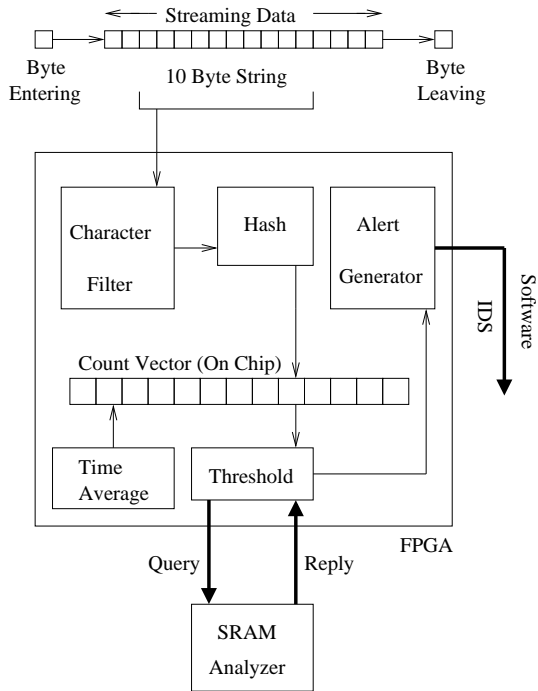 Streaming Data
Byte
Entering
10 Byte String
Byte
Leaving
Character
Filter
Hash
Alert
Generator
Software
IDS
Count Vector (On Chip)
Time
Average
Threshold
FPGA
Query
Reply
SRAM
Analyzer